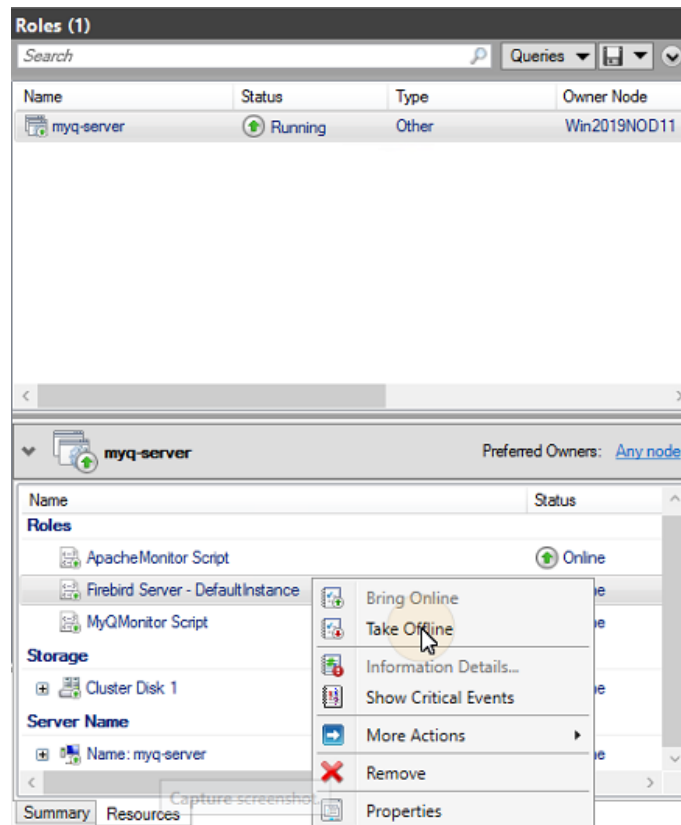 Roles (1)
Search Queries
Name Status Type Owner Node
myq-server Running Other Win2019NOD11
myq-server Preferred Owners: Any node
Name Status
Roles
ApacheMonitor Script Online
Firebird Server - DefaultInstance
Bring Online
MyQMonitor Script
Take Offline
Storage
Information Details...
Cluster Disk 1
Show Critical Events
Server Name
More Actions
Name: myq-server
Remove
Capture screenshot
Summary Resources Properties